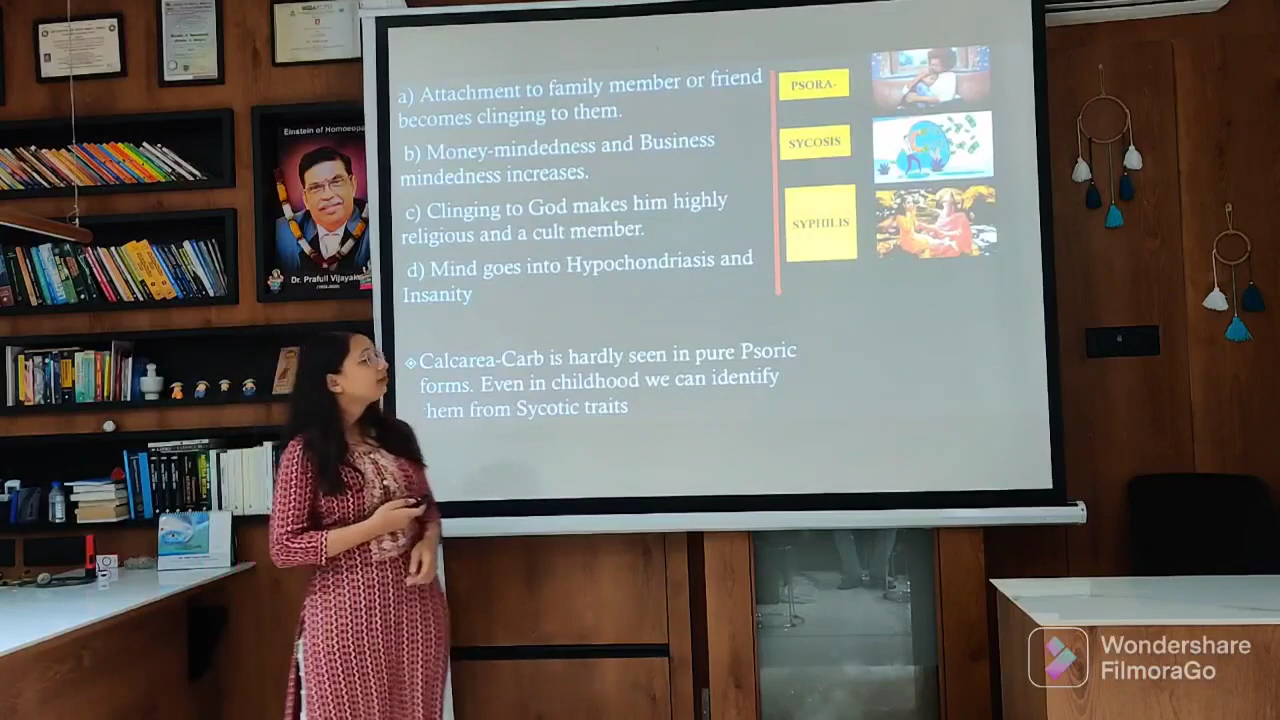 a) Attachment to family member or friend
becomes clinging to them.
b) Money-mindedness and Business
mindedness increases.
c) Clinging to God makes him highly
religious and a cult member.
d) Mind goes into Hypochondriasis and
Insanity
Calcarea-Carb is hardly seen in pure Psoric
forms. Even in childhood we can identify
hem from Sycotic traits
PSORA-
SYCOSIS
SYPHILIS
Einstein of Homoeopa
Dr. Prafull Vijayak
Wondershare
FilmoraGo